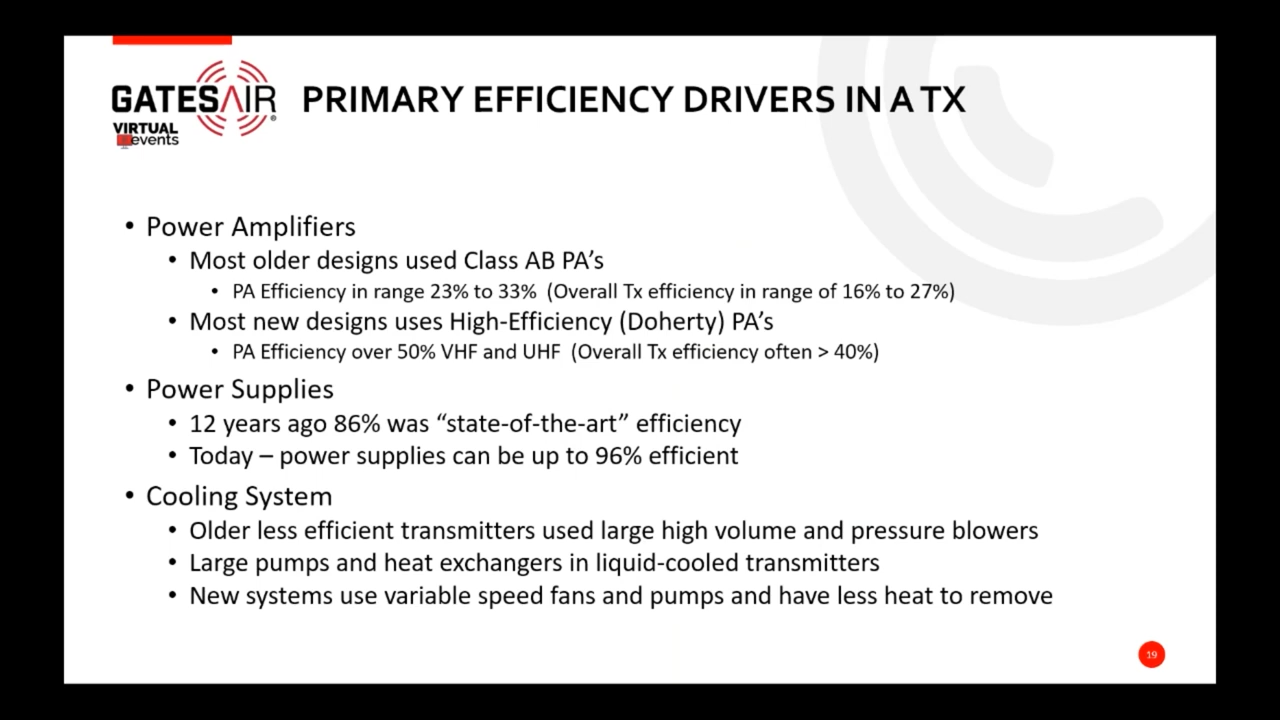 GATESAIR®
VIRTUAL
events
PRIMARY EFFICIENCY DRIVERS IN A TX
• Power Amplifiers
• Most older designs used Class AB PA’s
• PA Efficiency in range 23% to 33% (Overall Tx efficiency in range of 16% to 27%)
• Most new designs uses High-Efficiency (Doherty) PA’s
• PA Efficiency over 50% VHF and UHF (Overall Tx efficiency often > 40%)
• Power Supplies
• 12 years ago 86% was “state-of-the-art” efficiency
• Today – power supplies can be up to 96% efficient
• Cooling System
• Older less efficient transmitters used large high volume and pressure blowers
• Large pumps and heat exchangers in liquid-cooled transmitters
• New systems use variable speed fans and pumps and have less heat to remove
19